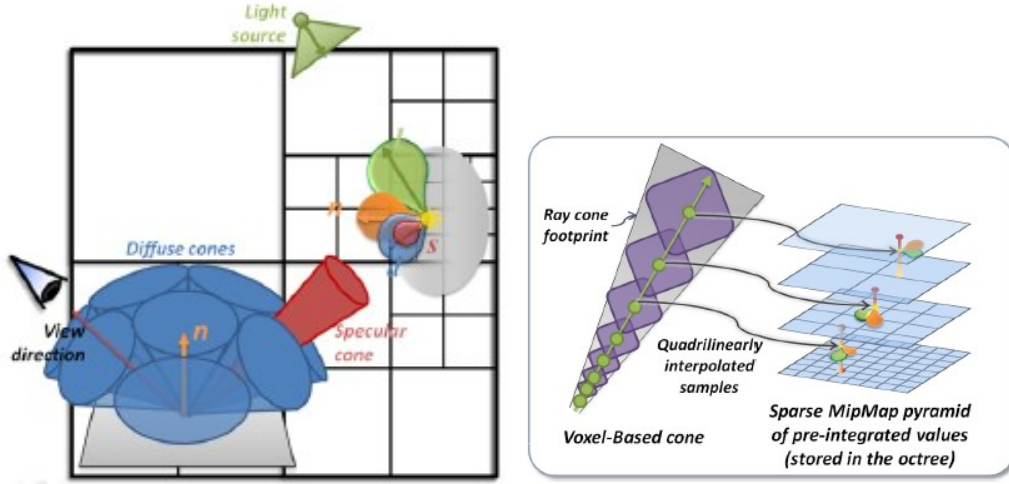 Light
source
l
n
s
d
Diffuse cones
n
View
direction
Specular
cone
Ray cone
footprint
Quadrilinearly
interpolated
samples
Voxel-Based cone
Sparse MipMap pyramid
of pre-integrated values
(stored in the octree)